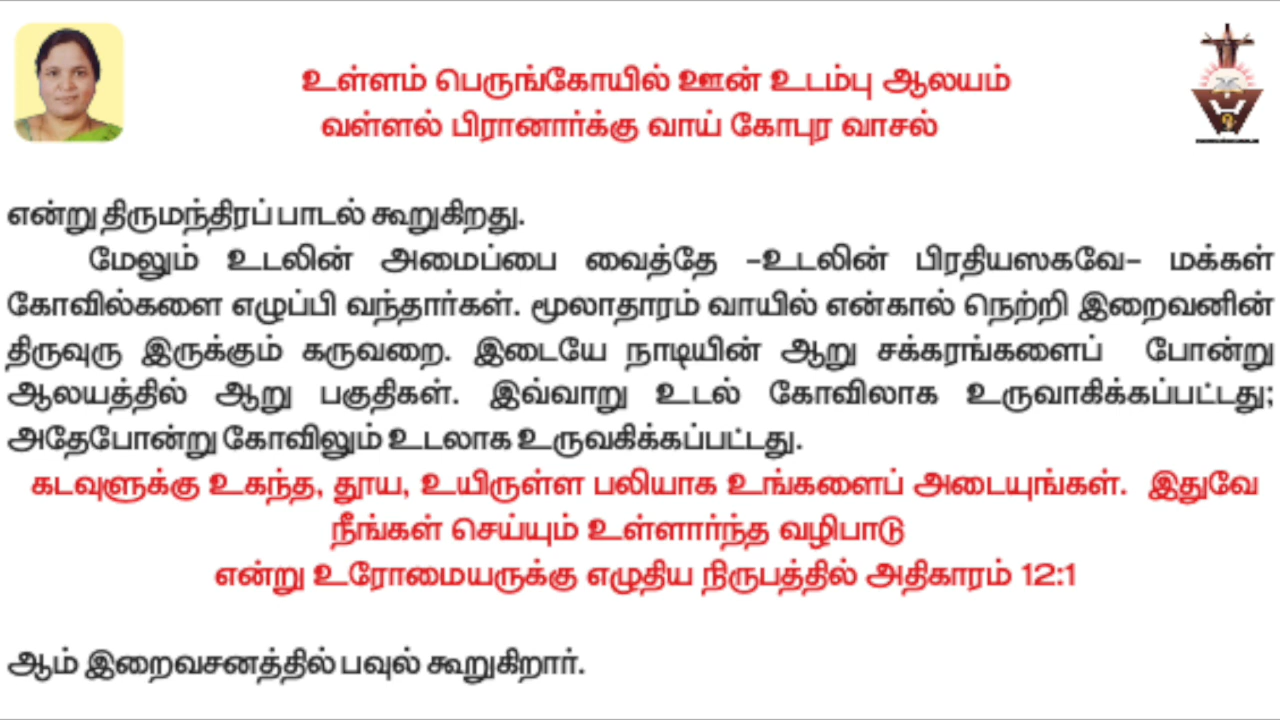 உள்ளம் பெருங்கோயில் ஊன் உடம்பு ஆலயம்
வள்ளல் பிரானார்க்கு வாய் கோபுர வாசல்
என்று திருமந்திரப் பாடல் கூறுகிறது.
மேலும் உடலின் அமைப்பை வைத்தே –உடலின் பிரதியஸகவே– மக்கள்
கோவில்களை எழுப்பி வந்தார்கள். மூலாதாரம் வாயில் என்கால் நெற்றி இறைவனின்
திருவுரு இருக்கும் கருவறை. இடையே நாடியின் ஆறு சக்கரங்களைப் போன்று
ஆலயத்தில் ஆறு பகுதிகள். இவ்வாறு உடல் கோவிலாக உருவாகிக்கப்பட்டது;
அதேபோன்று கோவிலும் உடலாக உருவகிக்கப்பட்டது.
கடவுளுக்கு உகந்த, தூய, உயிருள்ள பலியாக உங்களைப் அடையுங்கள். இதுவே
நீங்கள் செய்யும் உள்ளார்ந்த வழிபாடு
என்று உரோமையருக்கு எழுதிய நிருபத்தில் அதிகாரம் 12:1
ஆம் இறைவசனத்தில் பவுல் கூறுகிறார்.